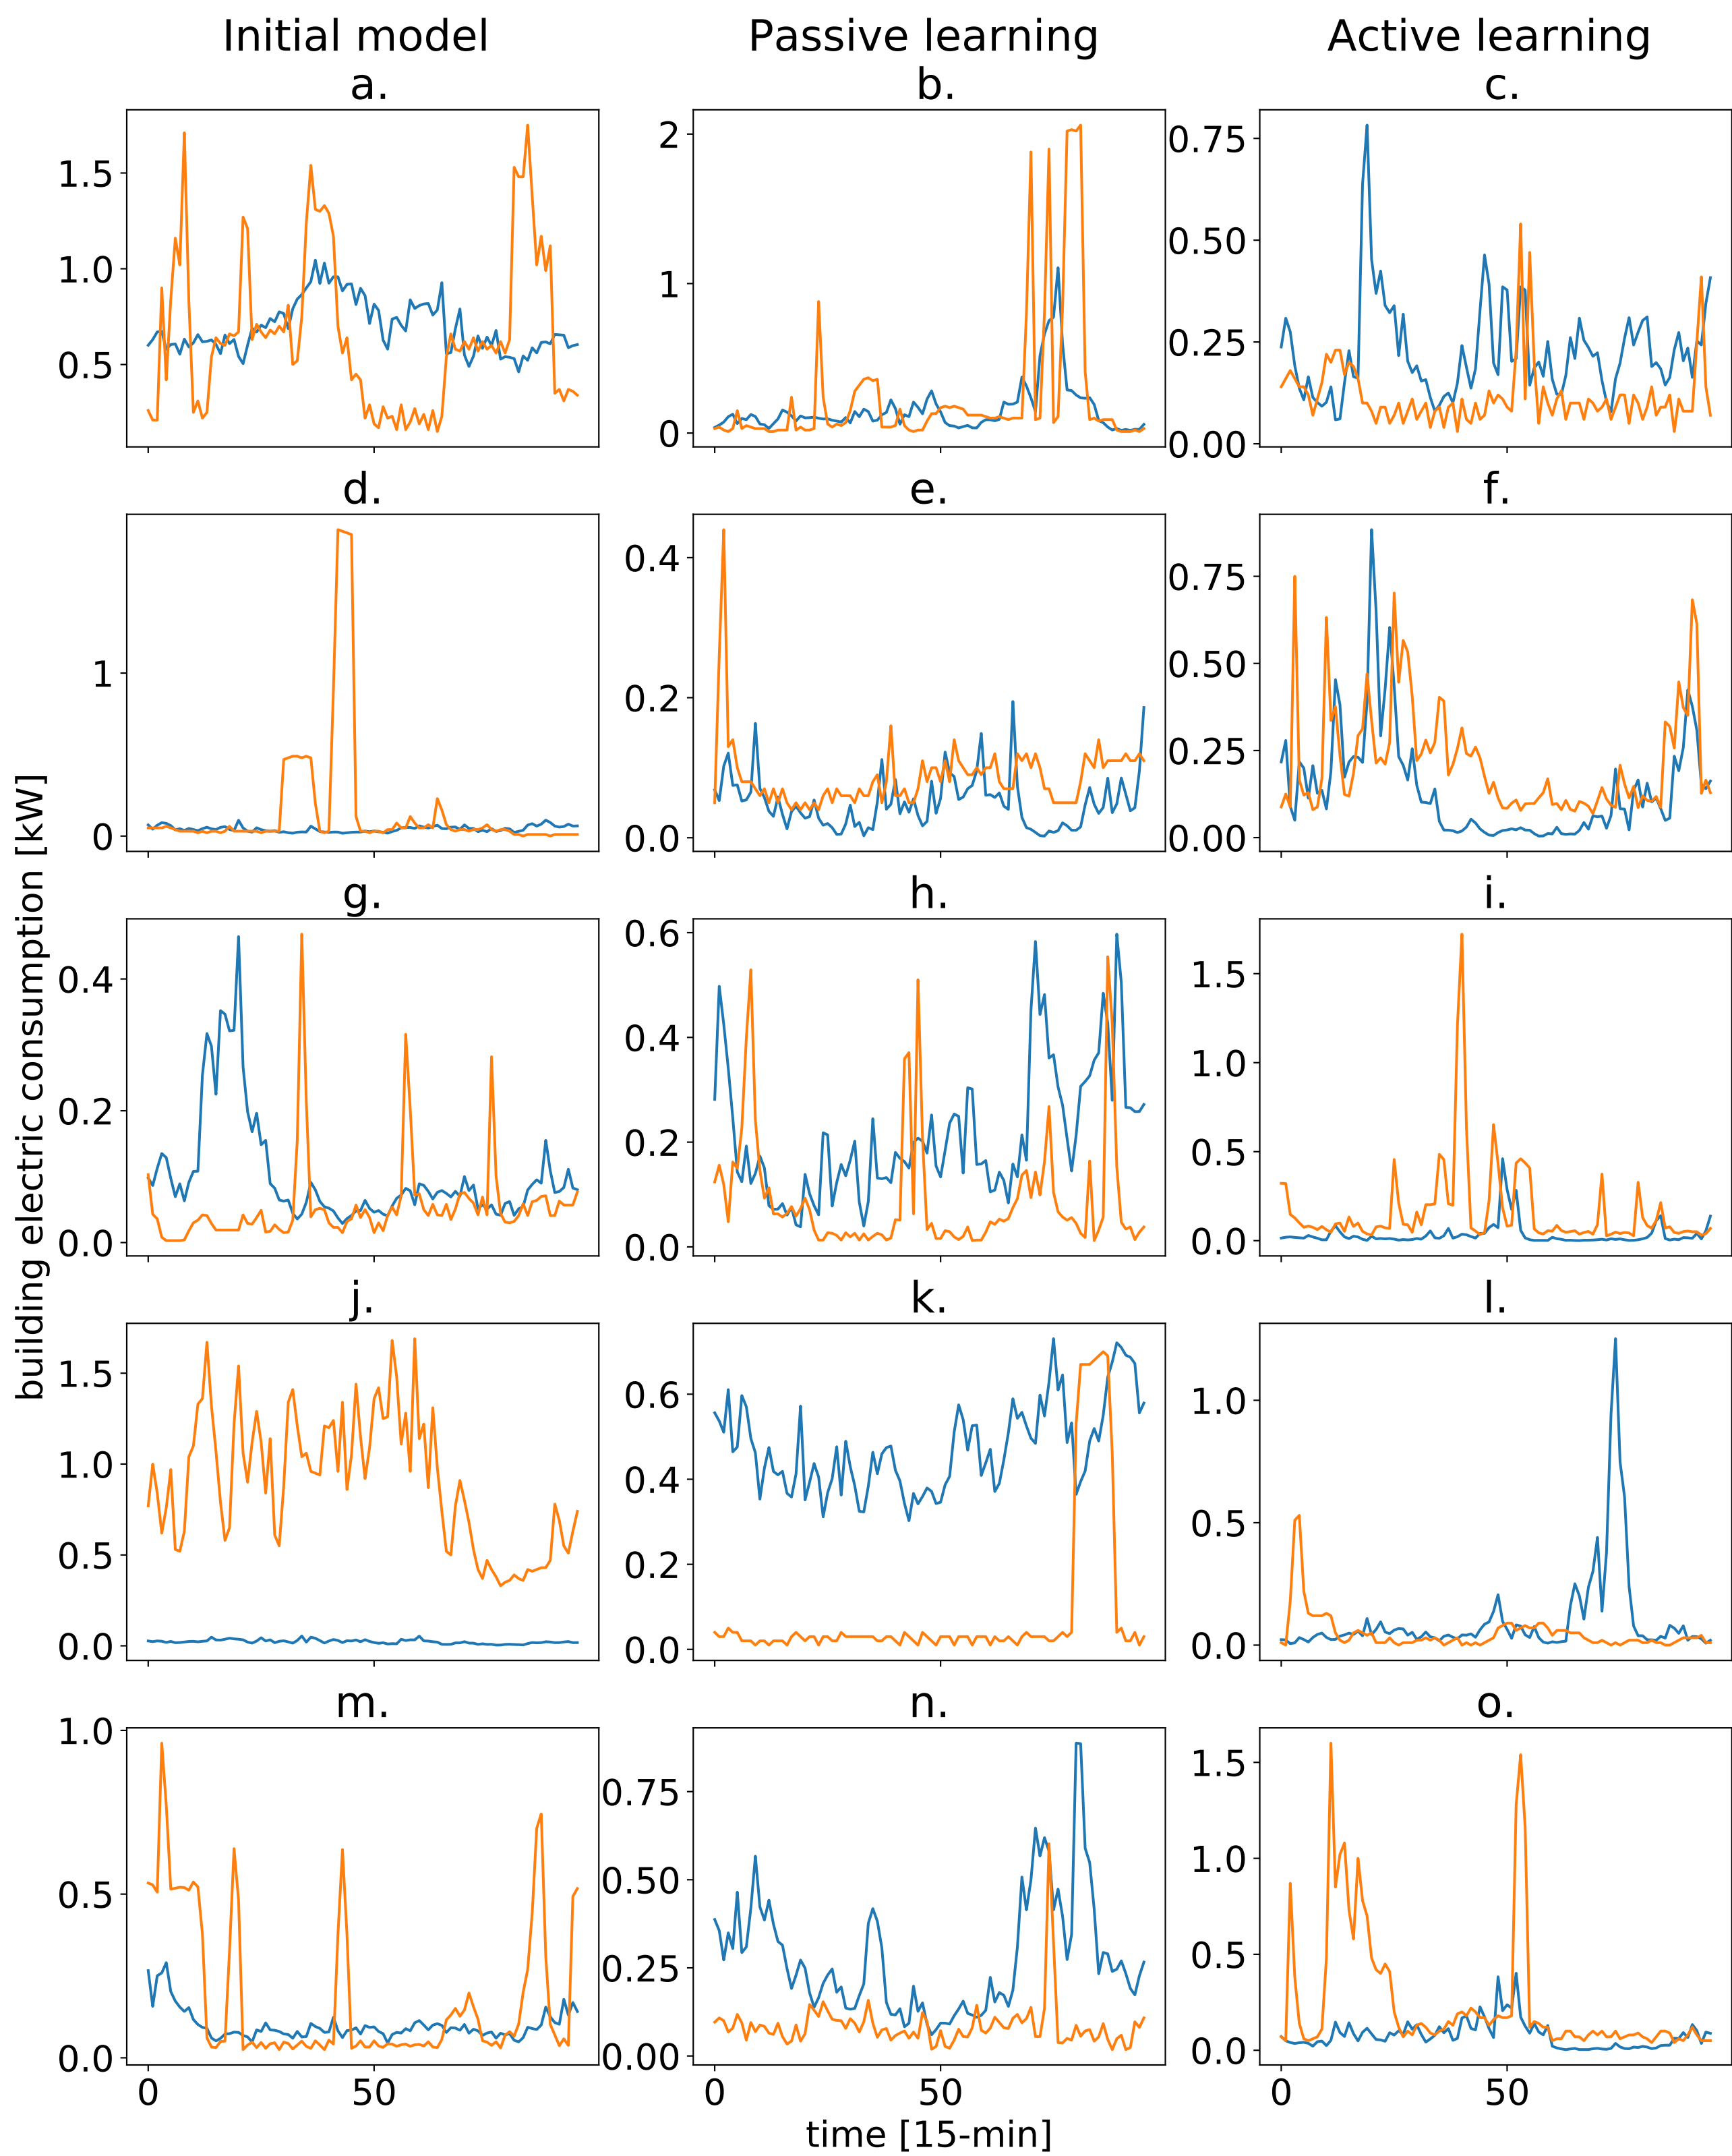 Initial model Passive learning Active learning
a. b. c.
1.5 1.0 0.5
2 1 0
0.75 0.50 0.25 0.00
d. e. f.
1 0
0.4 0.2 0.0
0.75 0.50 0.25 0.00
building electric consumption [kW]
g. h. i.
0.4 0.2 0.0
0.6 0.4 0.2 0.0
1.5 1.0 0.5 0.0
j. k. l.
1.5 1.0 0.5 0.0
0.6 0.4 0.2 0.0
1.0 0.5 0.0
m. n. o.
1.0 0.5 0.0
0.75 0.50 0.25 0.00
1.5 1.0 0.5 0.0
0 50 0 50 0 50
time [15-min]